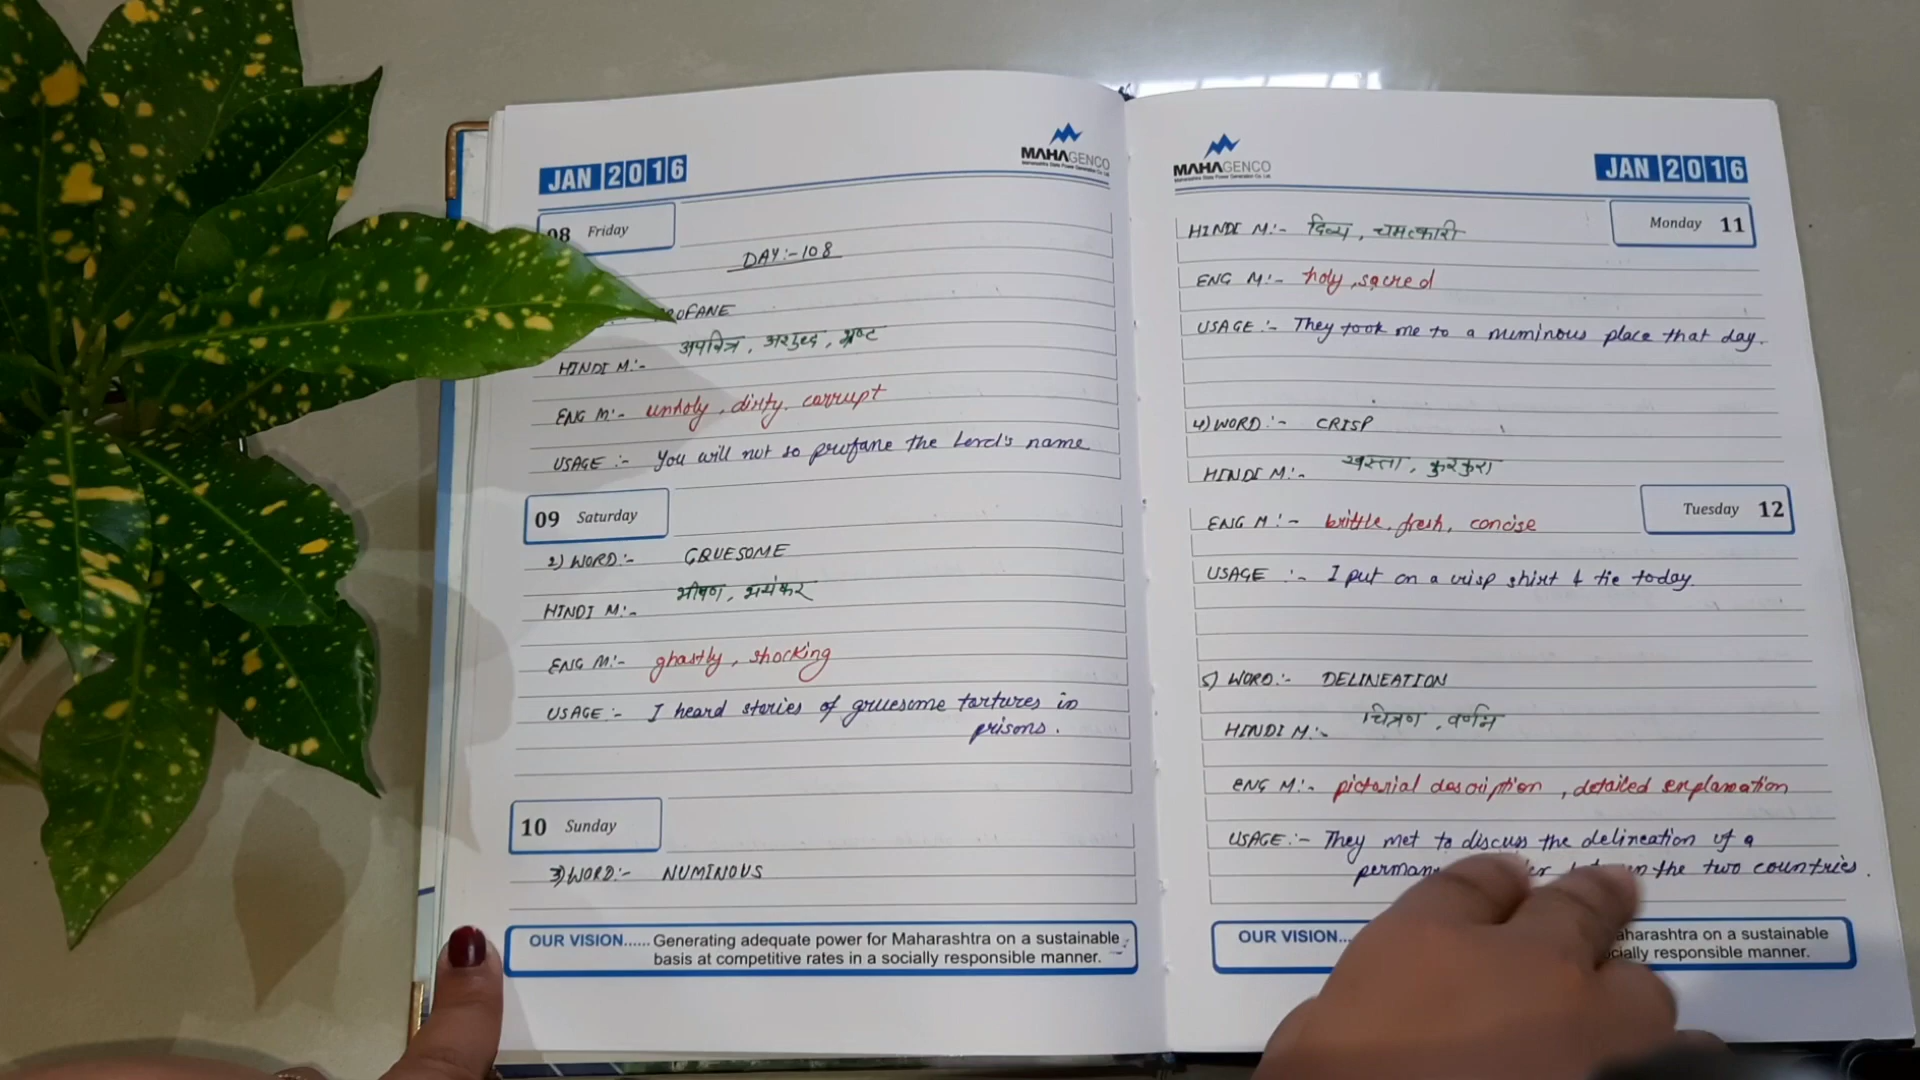 JAN 2016
MAHAGENCO
08 Friday
DAY:-108
HINDI M:- अपवित्र, अशुद्ध, भ्रष्ट
ENG M:- unholy, dirty. corrupt
USAGE:- You will not so profane the Lord's name
09 Saturday
2) WORD:- GRUESOME
HINDI M:- भीषण, भयंकर
ENG M:- ghastly, shocking
USAGE:- I heard stories of gruesome tortures in
prisons.
10 Sunday
3) WORD:- NUMINOUS
OUR VISION...... Generating adequate power for Maharashtra on a sustainable
basis at competitive rates in a socially responsible manner.
MAHAGENCO
JAN 2016
Monday 11
HINDI M:- दिव्य, चमत्कारी
ENG M:- holy, sacred
USAGE:- They took me to a numinous place that day.
4) WORD:- CRISP
HINDI M:- खस्ता, कुरकुरा
Tuesday 12
ENG M:- brittle, fresh, concise
USAGE:- I put on a crisp shirt & tie today.
5) WORD:- DELINEATION
HINDI M:- चित्रण, वर्णन
ENG M:- pictorial description, detailed explanation
USAGE:- They met to discuss the delineation of a
the two countries.
OUR VISION... sustainable
responsible manner.